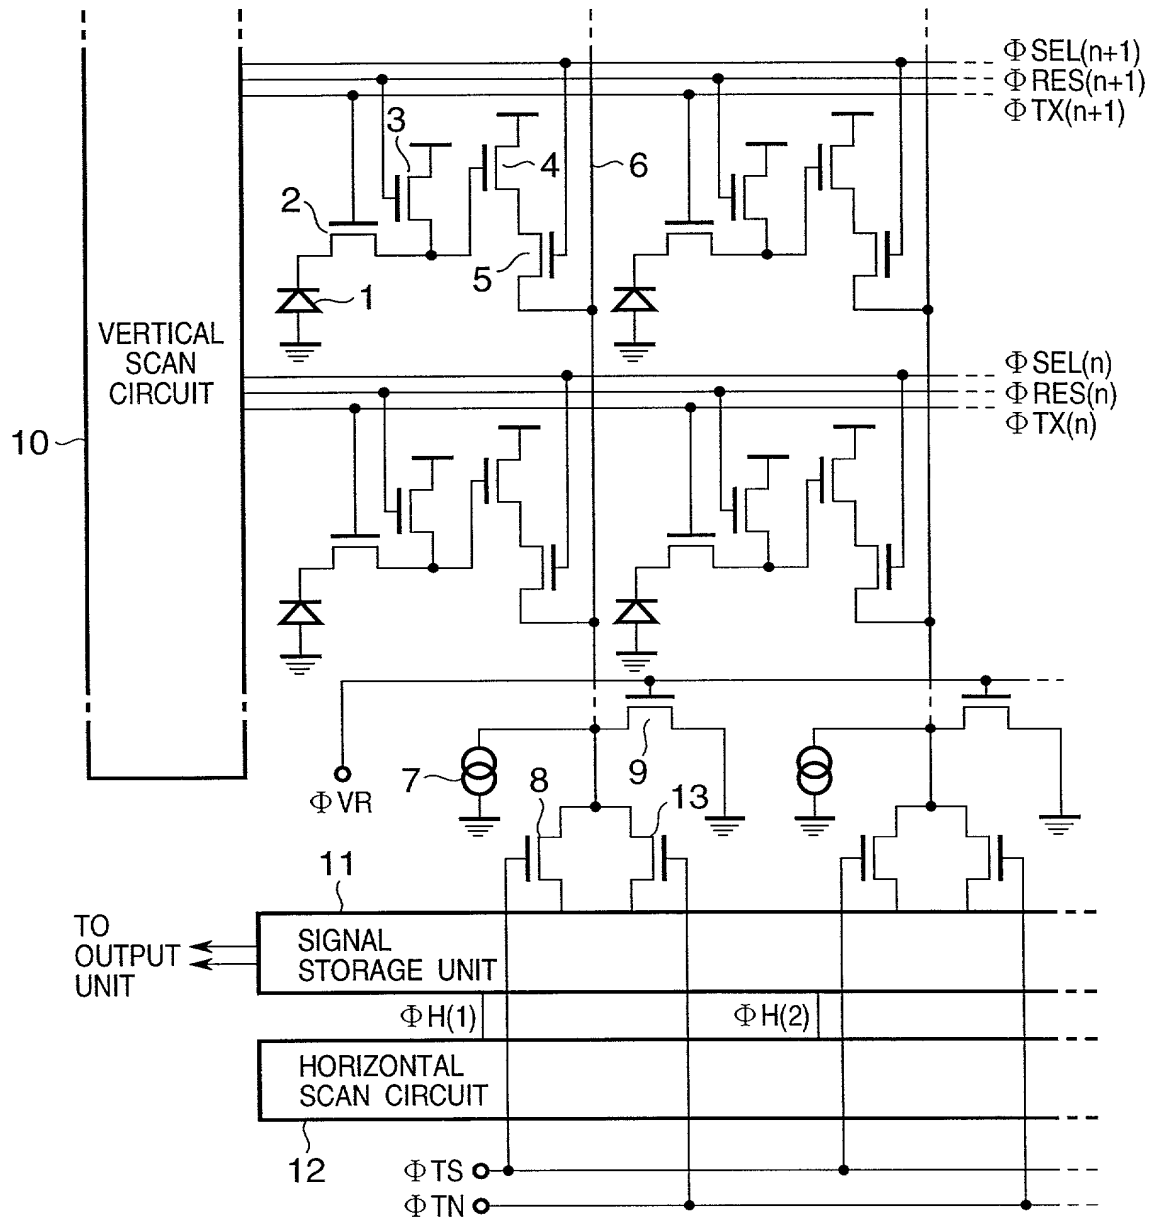 ΦSEL(n+1)
ΦRES(n+1)
ΦTX(n+1)
3
4
6
2
5
1
VERTICAL
SCAN
CIRCUIT
ΦSEL(n)
ΦRES(n)
ΦTX(n)
10
7
8
9
13
ΦVR
11
TO
OUTPUT
UNIT
SIGNAL
STORAGE UNIT
ΦH(1)
ΦH(2)
HORIZONTAL
SCAN CIRCUIT
12
ΦTS
ΦTN